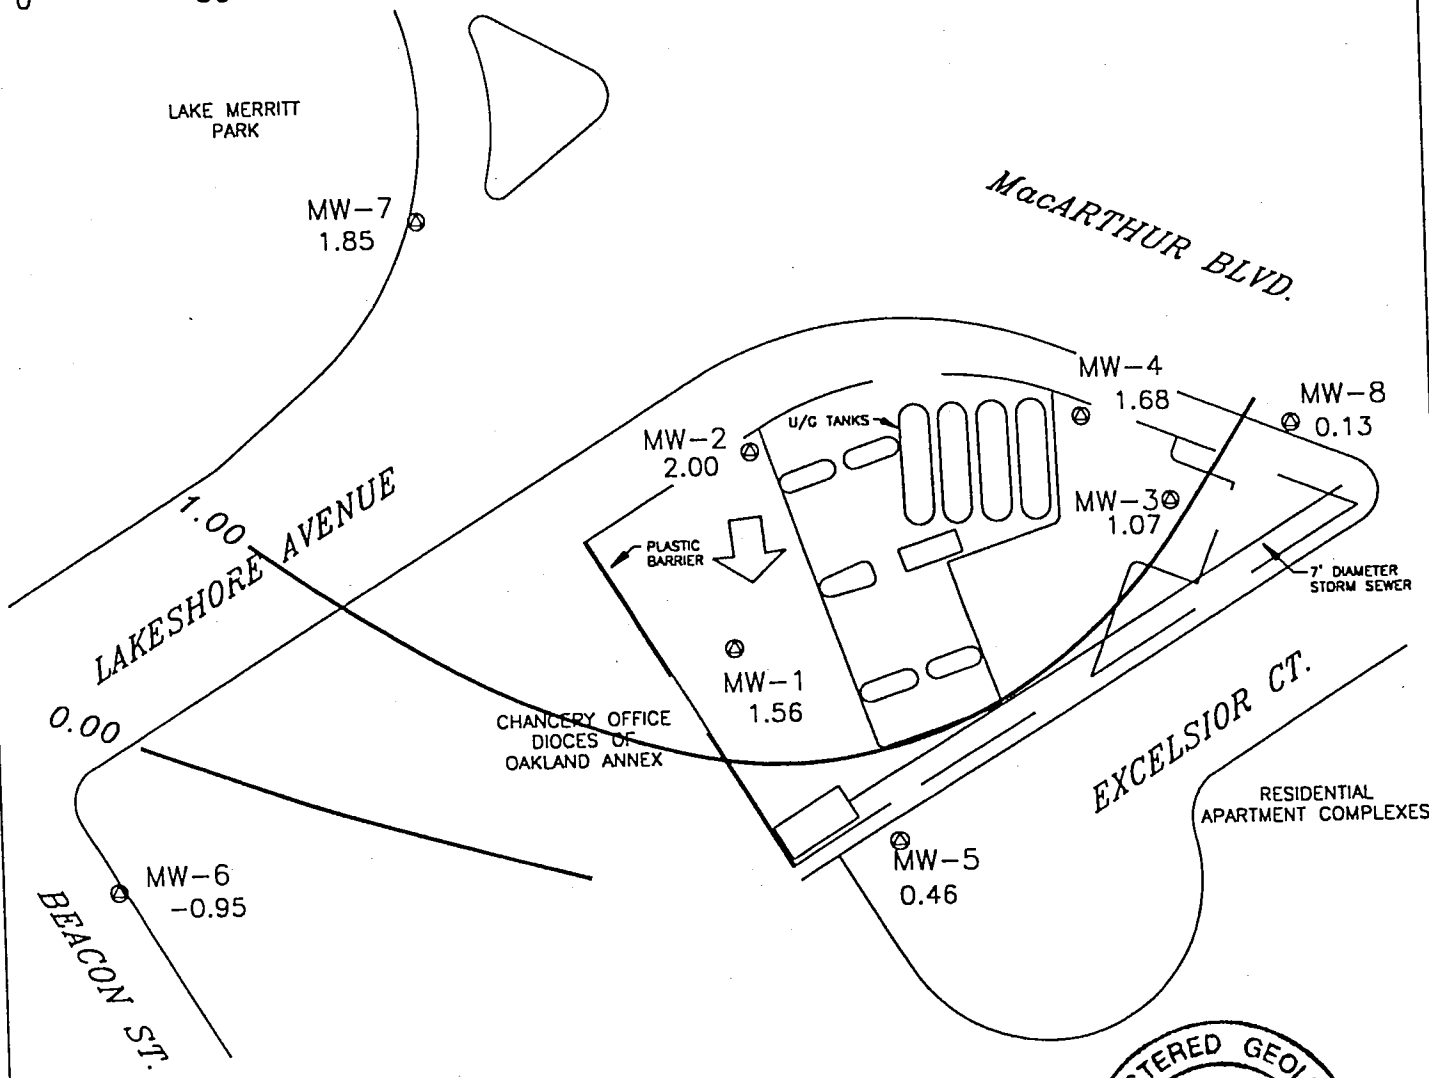 LAKE MERRITT
PARK
MW-7
1.85
MacARTHUR BLVD.
MW-4
1.68
MW-8
0.13
U/G TANKS
MW-2
2.00
MW-3
1.07
1.00
LAKESHORE AVENUE
PLASTIC
BARRIER
7' DIAMETER
STORM SEWER
MW-1
1.56
0.00
CHANCERY OFFICE
DIOCES OF
OAKLAND ANNEX
EXCELSIOR CT.
RESIDENTIAL
APARTMENT COMPLEXES
MW-5
0.46
MW-6
-0.95
BEACON ST.